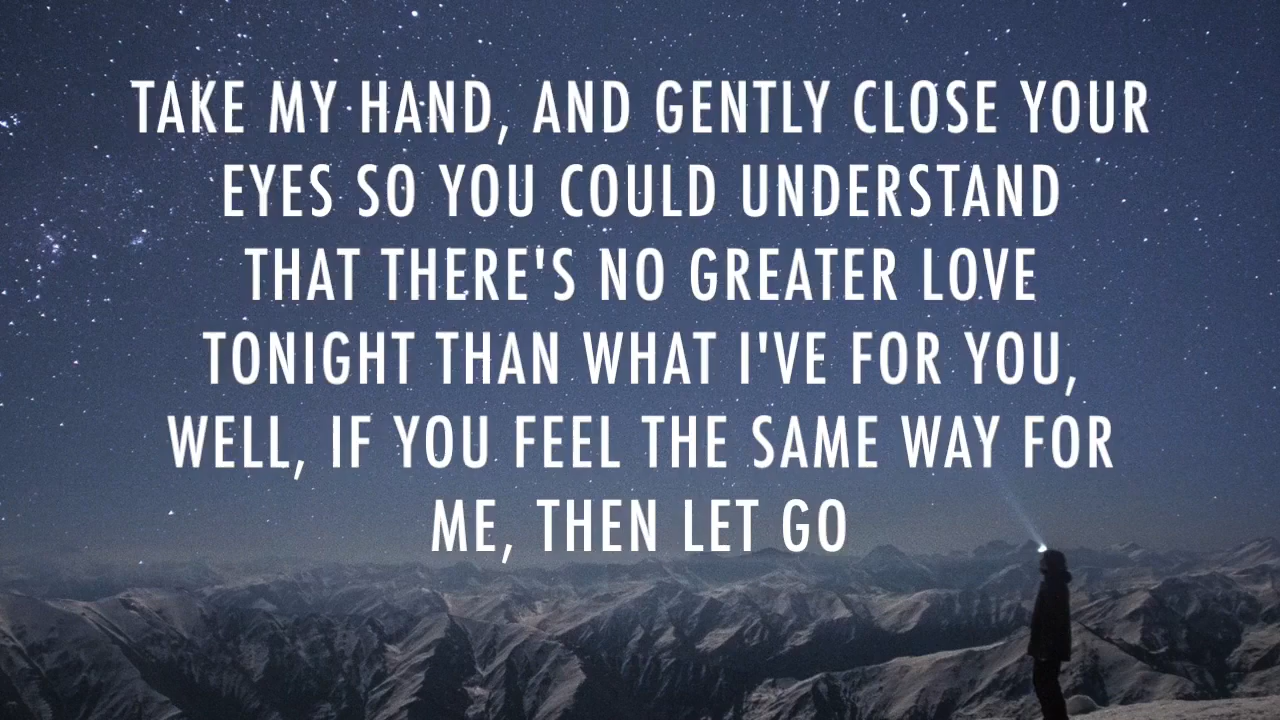 TAKE MY HAND, AND GENTLY CLOSE YOUR
EYES SO YOU COULD UNDERSTAND
THAT THERE'S NO GREATER LOVE
TONIGHT THAN WHAT I'VE FOR YOU,
WELL, IF YOU FEEL THE SAME WAY FOR
ME, THEN LET GO